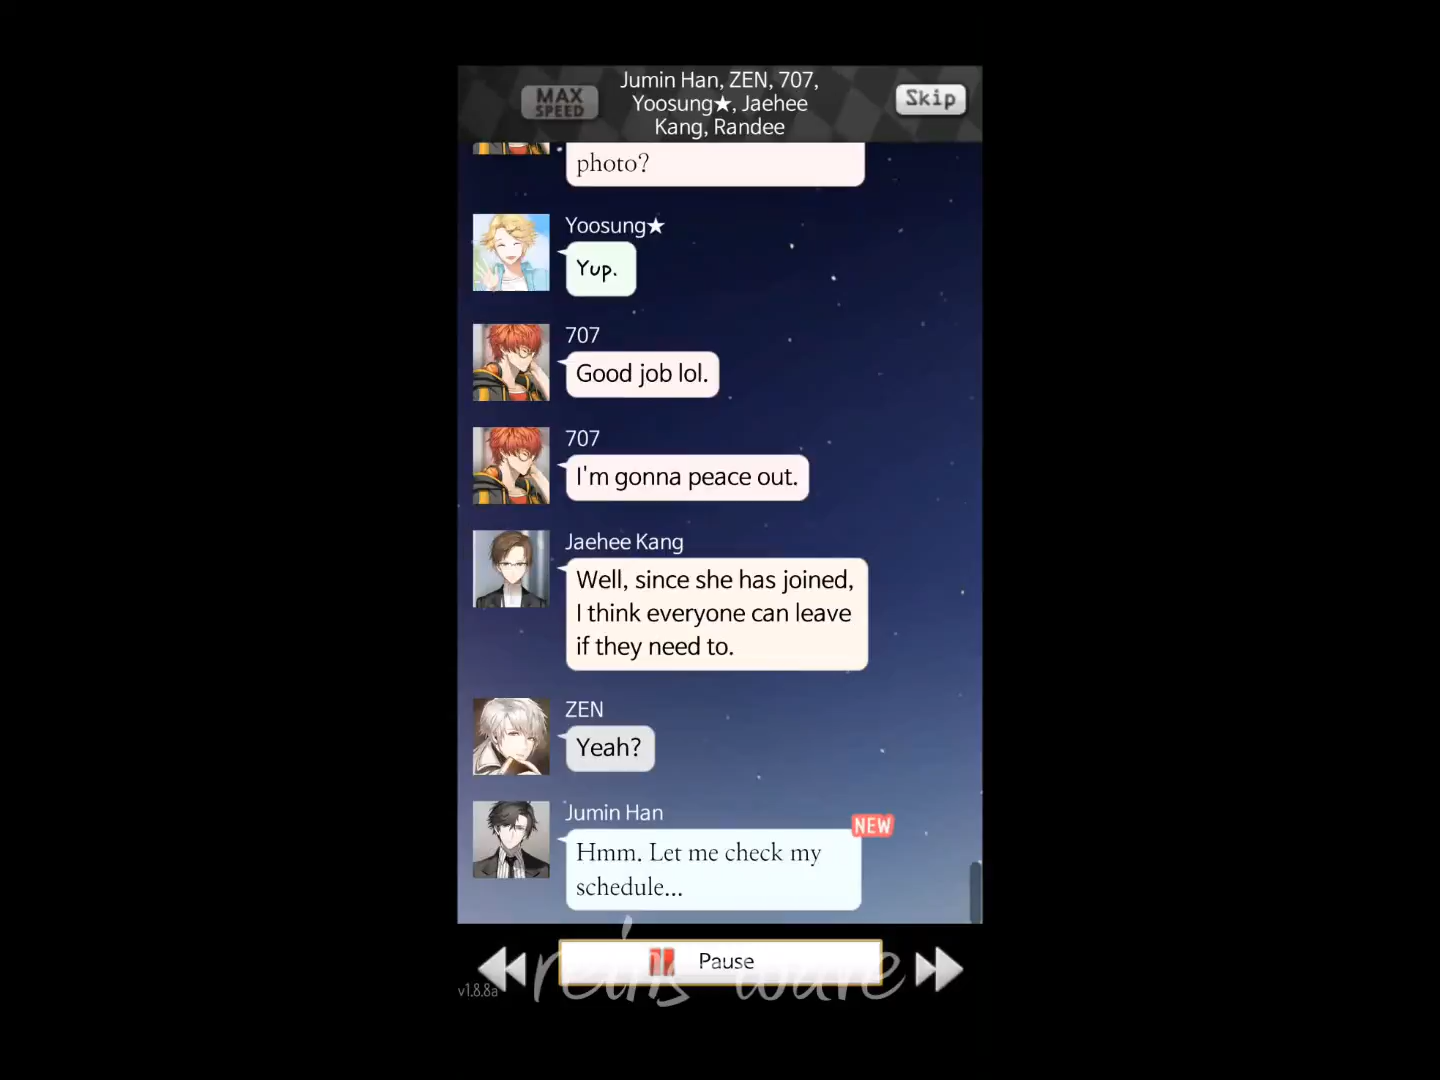 MAX
SPEED
Jumin Han, ZEN, 707,
Yoosung★, Jaehee
Kang, Randee
Skip
photo?
Yoosung★
Yup.
707
Good job lol.
707
I'm gonna peace out.
Jaehee Kang
Well, since she has joined,
I think everyone can leave
if they need to.
ZEN
Yeah?
Jumin Han
NEW
Hmm. Let me check my
schedule...
Pause
v1.8.8a